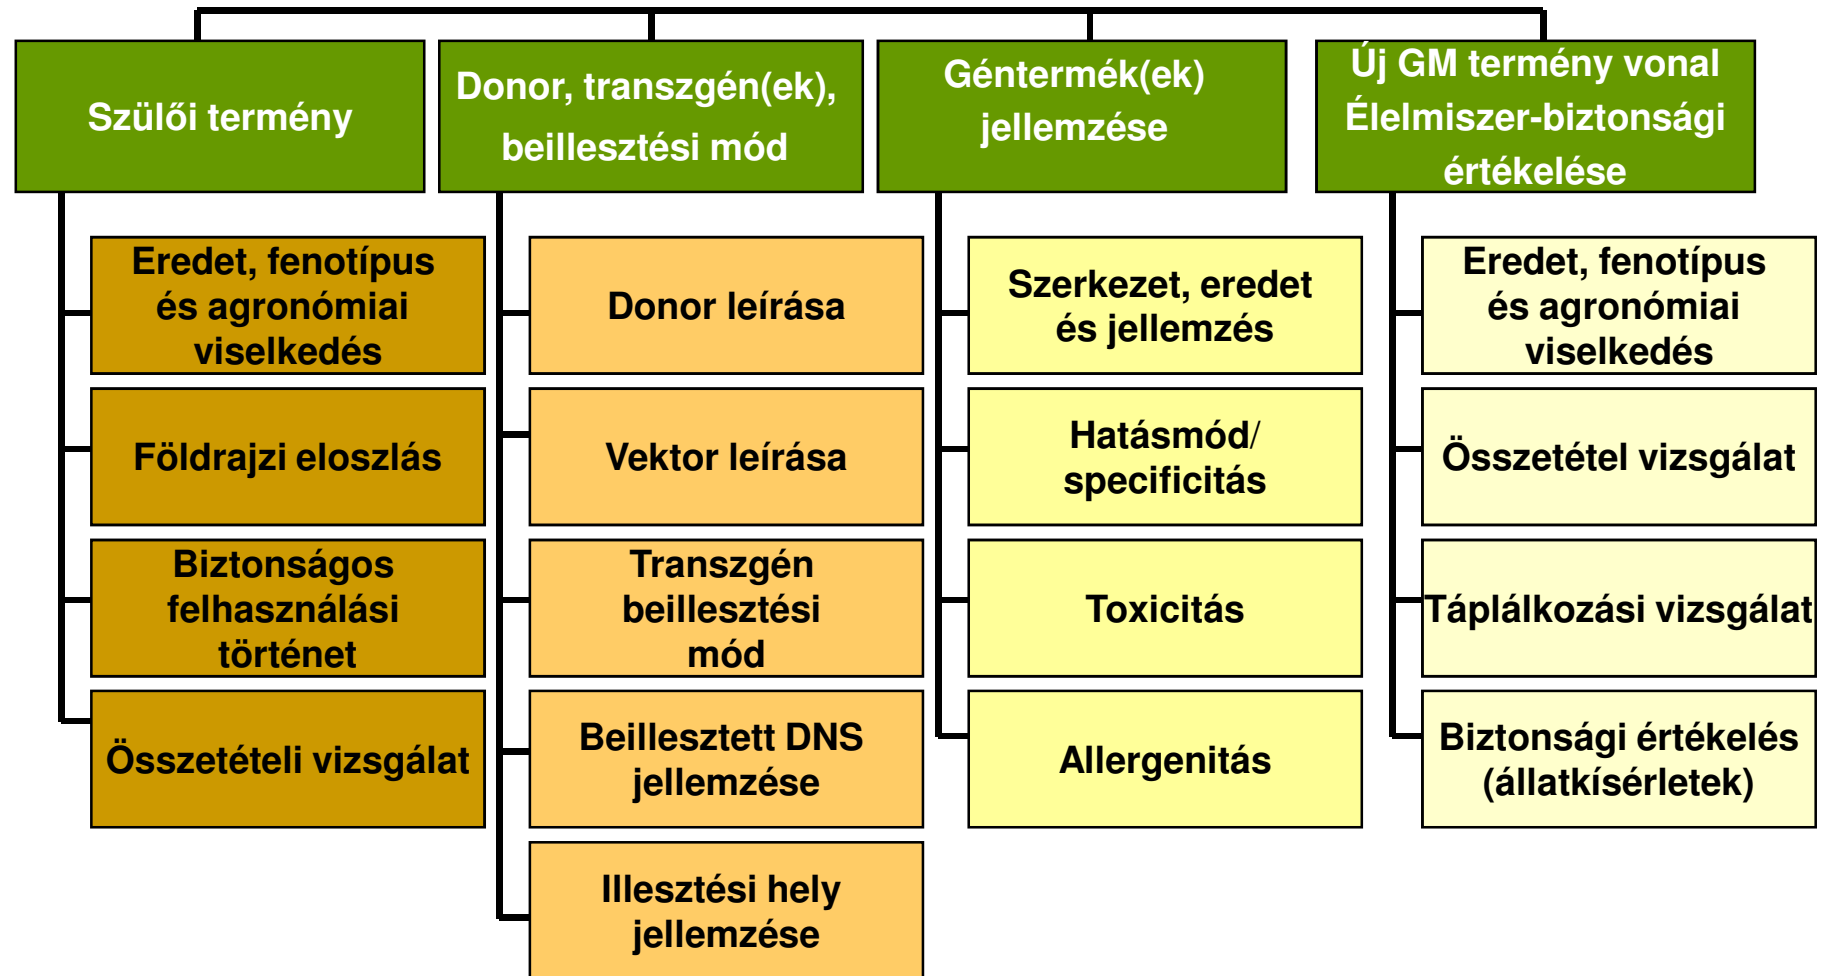 Szülői termény
Donor, transzgén(ek),
beillesztési mód
Géntermék(ek)
jellemzése
Új GM termény vonal
Élelmiszer-biztonsági
értékelése
Eredet, fenotípus
és agronómiai
viselkedés
Földrajzi eloszlás
Biztonságos
felhasználási
történet
Összetételi vizsgálat
Donor leírása
Vektor leírása
Transzgén
beillesztési
mód
Beillesztett DNS
jellemzése
Illesztési hely
jellemzése
Szerkezet, eredet
és jellemzés
Hatásmód/
specificitás
Toxicitás
Allergenitás
Eredet, fenotípus
és agronómiai
viselkedés
Összetétel vizsgálat
Táplálkozási vizsgálat
Biztonsági értékelés
(állatkísérletek)